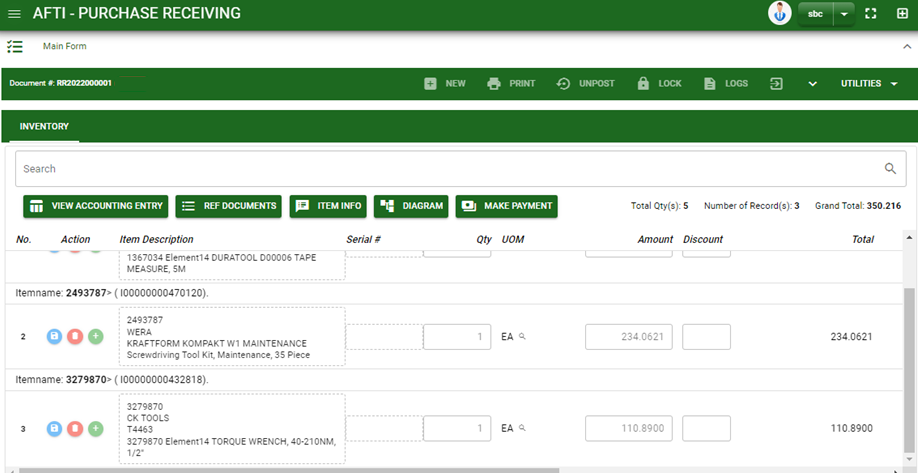 AFTI - PURCHASE RECEIVING
sbc
Main Form
Document #: RR2022000001
NEW
PRINT
UNPOST
LOCK
LOGS
UTILITIES
INVENTORY
Search
VIEW ACCOUNTING ENTRY
REF DOCUMENTS
ITEM INFO
DIAGRAM
MAKE PAYMENT
Total Qty(s): 5
Number of Record(s): 3
Grand Total: 350.216
No. Action Item Description Serial # Qty UOM Amount Discount Total
1367034 Element14 DURATOOL D00006 TAPE
MEASURE, 5M
Itemname: 2493787> ( I00000000470120).
2493787
WERA
KRAFTFORM KOMPAKT W1 MAINTENANCE
Screwdriving Tool Kit, Maintenance, 35 Piece
2 1 EA 234.0621 234.0621
Itemname: 3279870> ( I00000000432818).
3279870
CK TOOLS
T4463
3279870 Element14 TORQUE WRENCH, 40-210NM,
1/2"
3 1 EA 110.8900 110.8900